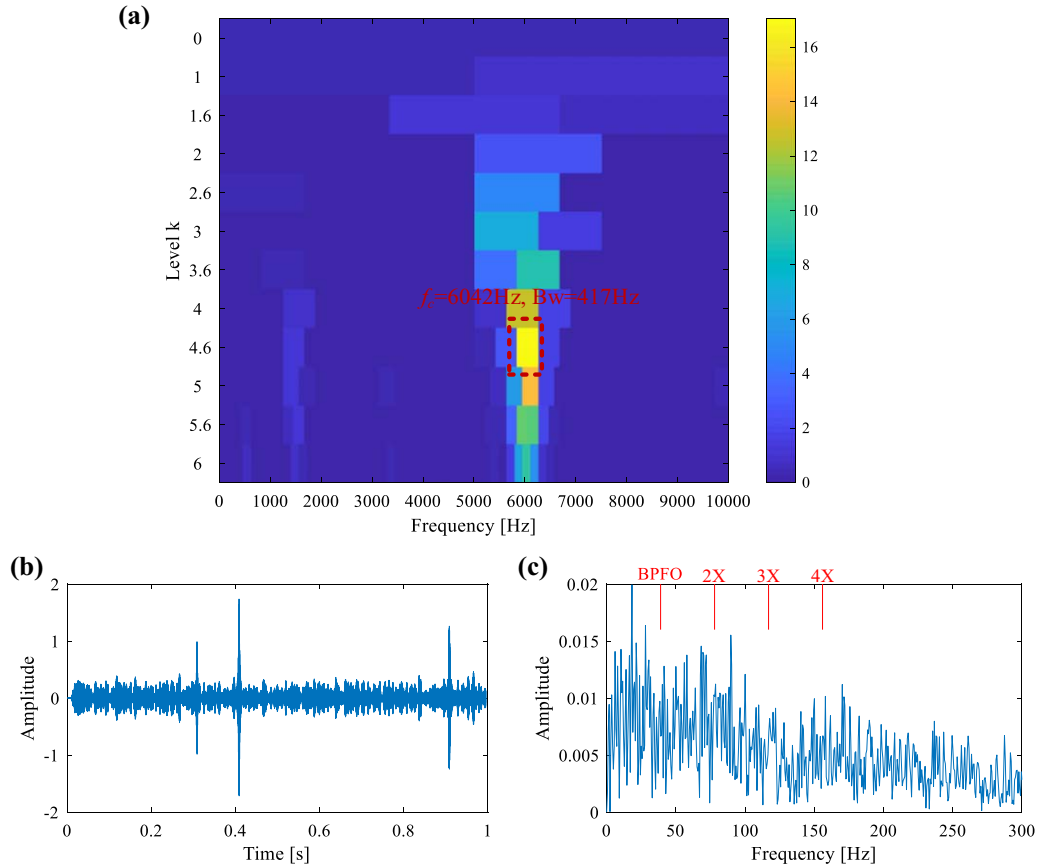 (a)
0
1
1.6
2
2.6
3
3.6
4
4.6
5
5.6
6
Level k
fc=6042Hz, Bw=417Hz
0 1000 2000 3000 4000 5000 6000 7000 8000 9000 10000
Frequency [Hz]
16
14
12
10
8
6
4
2
0
(b)
2
1
0
-1
-2
Amplitude
0 0.2 0.4 0.6 0.8 1
Time [s]
(c)
BPFO 2X 3X 4X
0.02
0.015
0.01
0.005
0
Amplitude
0 50 100 150 200 250 300
Frequency [Hz]